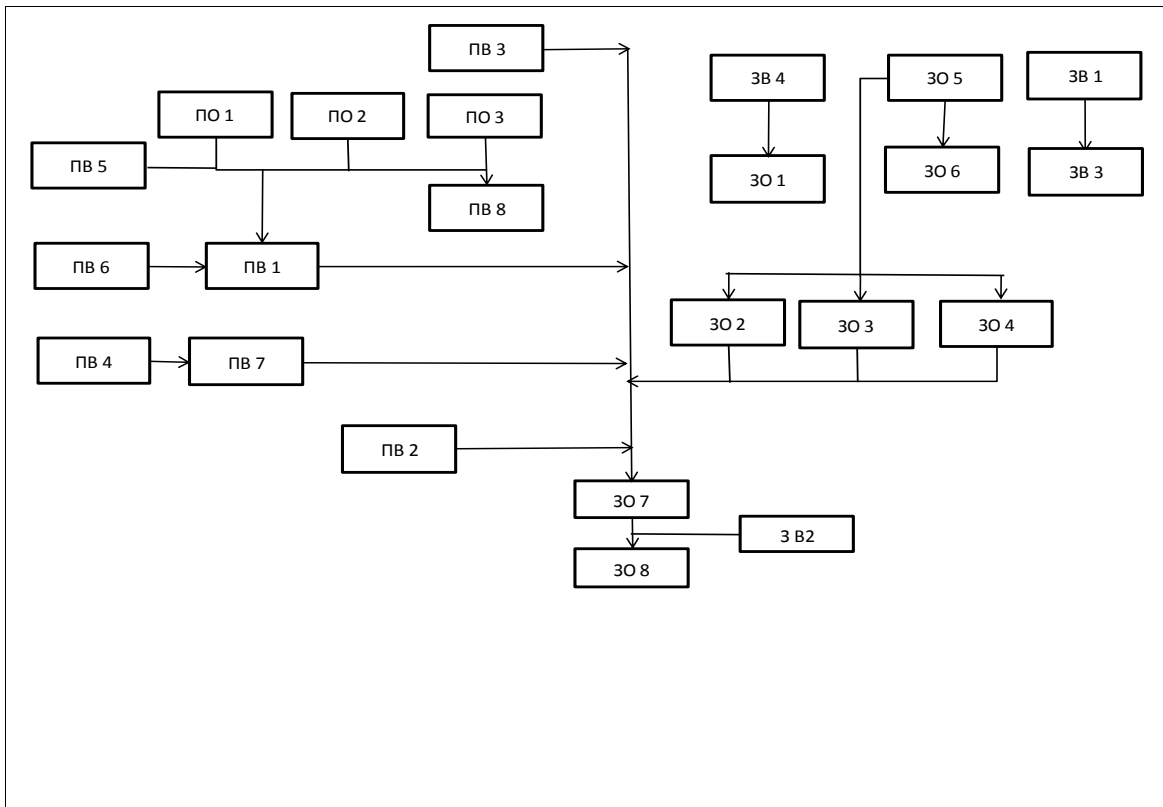 ПВ 3
ЗВ 4
ЗО 5
ЗВ 1
ПО 1
ПО 2
ПО 3
ПВ 5
ЗО 1
ЗО 6
ЗВ 3
ПВ 8
ПВ 6
ПВ 1
ЗО 2
ЗО 3
ЗО 4
ПВ 4
ПВ 7
ПВ 2
ЗО 7
З В2
ЗО 8